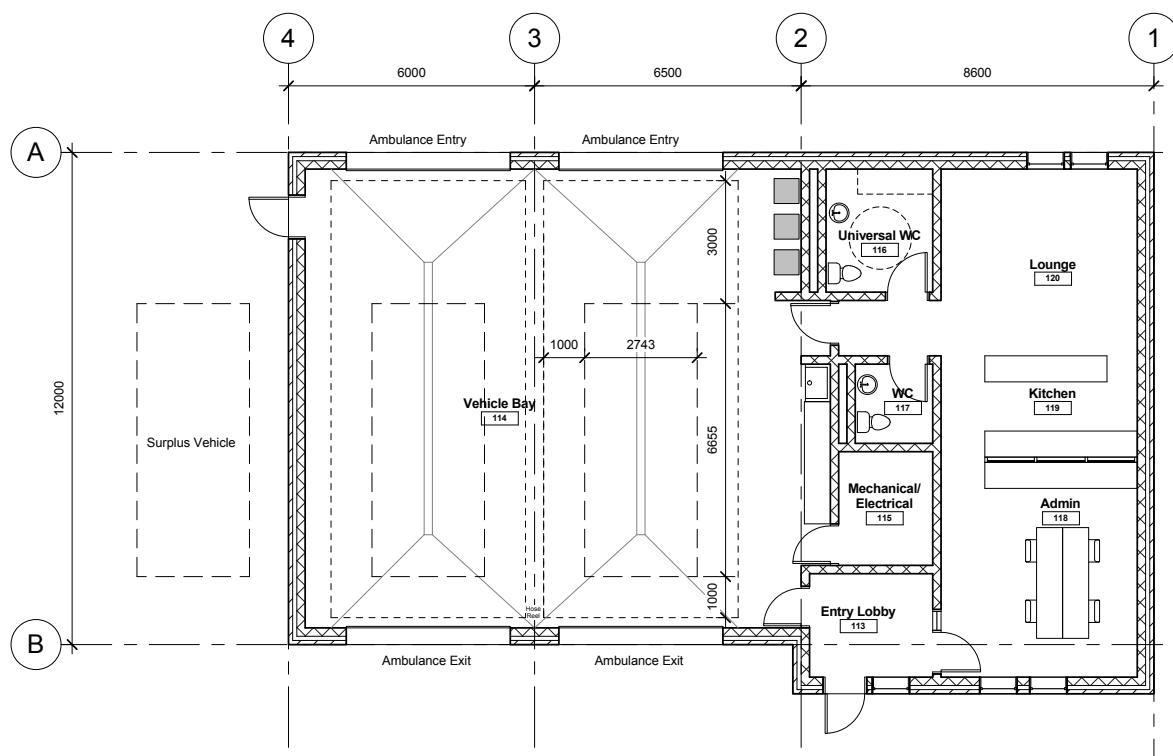 4
3
2
1
6000
6500
8600
A
Ambulance Entry
Ambulance Entry
Universal WC
116
3000
Lounge
120
1000
2743
12000
Vehicle Bay
114
WC
117
Kitchen
119
Surplus Vehicle
6655
Mechanical/
Electrical
115
Admin
118
1000
Hose
Reel
Entry Lobby
113
B
Ambulance Exit
Ambulance Exit